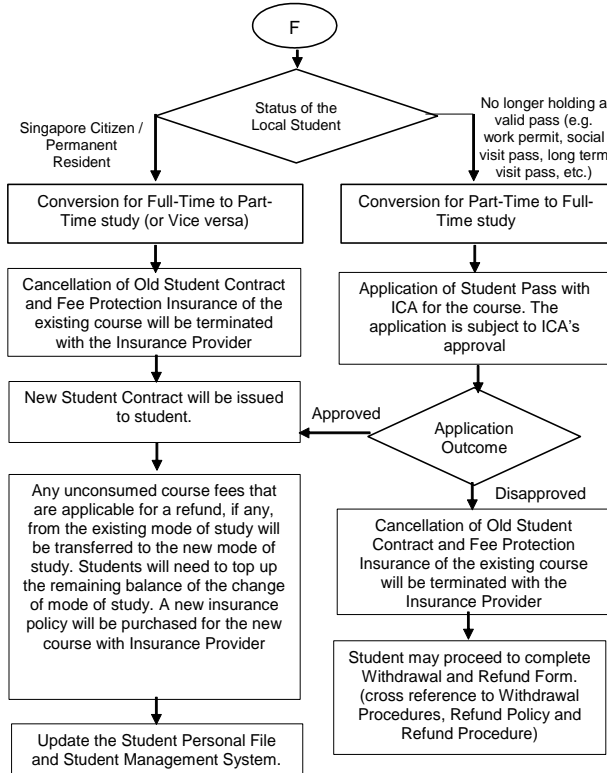 F
Status of the
Local Student
Singapore Citizen /
Permanent
Resident
No longer holding a
valid pass (e.g.
work permit, social
visit pass, long term
visit pass, etc.)
Conversion for Full-Time to Part-
Time study (or Vice versa)
Conversion for Part-Time to Full-
Time study
Cancellation of Old Student Contract
and Fee Protection Insurance of the
existing course will be terminated
with the Insurance Provider
Application of Student Pass with
ICA for the course. The
application is subject to ICA's
approval
New Student Contract will be issued
to student.
Approved
Application
Outcome
Disapproved
Any unconsumed course fees that
are applicable for a refund, if any,
from the existing mode of study will
be transferred to the new mode of
study. Students will need to top up
the remaining balance of the change
of mode of study. A new insurance
policy will be purchased for the new
course with Insurance Provider
Cancellation of Old Student
Contract and Fee Protection
Insurance of the existing course
will be terminated with the
Insurance Provider
Student may proceed to complete
Withdrawal and Refund Form.
(cross reference to Withdrawal
Procedures, Refund Policy and
Refund Procedure)
Update the Student Personal File
and Student Management System.